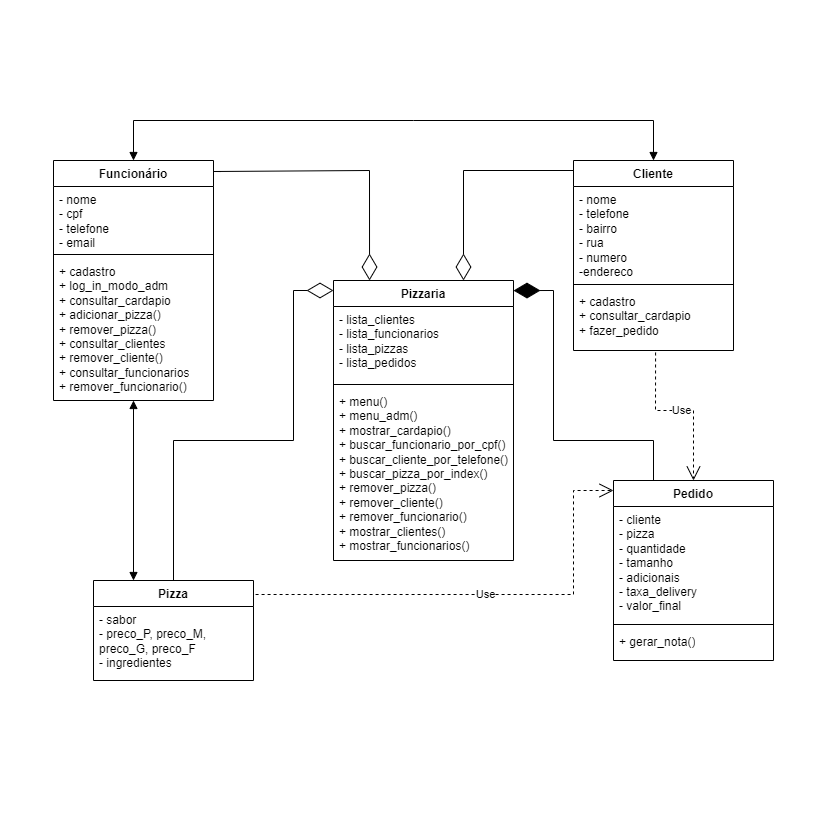 Funcionário
- nome
- cpf
- telefone
- email
+ cadastro
+ log_in_modo_adm
+ consultar_cardapio
+ adicionar_pizza()
+ remover_pizza()
+ consultar_clientes
+ remover_cliente()
+ consultar_funcionarios
+ remover_funcionario()
Cliente
- nome
- telefone
- bairro
- rua
- numero
-endereco
+ cadastro
+ consultar_cardapio
+ fazer_pedido
Pizzaria
- lista_clientes
- lista_funcionarios
- lista_pizzas
- lista_pedidos
+ menu()
+ menu_adm()
+ mostrar_cardapio()
+ buscar_funcionario_por_cpf()
+ buscar_cliente_por_telefone()
+ buscar_pizza_por_index()
+ remover_pizza()
+ remover_cliente()
+ remover_funcionario()
+ mostrar_clientes()
+ mostrar_funcionarios()
Use
Pedido
- cliente
- pizza
- quantidade
- tamanho
- adicionais
- taxa_delivery
- valor_final
+ gerar_nota()
Pizza
- sabor
- preco_P, preco_M,
preco_G, preco_F
- ingredientes
Use